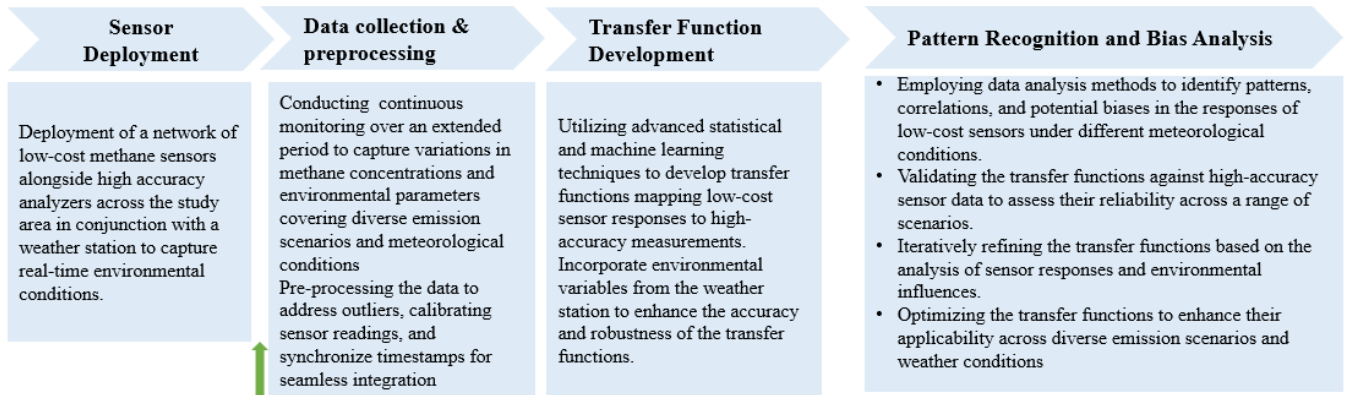 Sensor
Deployment
Data collection &
preprocessing
Transfer Function
Development
Pattern Recognition and Bias Analysis
Deployment of a network of
low-cost methane sensors
alongside high accuracy
analyzers across the study
area in conjunction with a
weather station to capture
real-time environmental
conditions.
Conducting continuous
monitoring over an extended
period to capture variations in
methane concentrations and
environmental parameters
covering diverse emission
scenarios and meteorological
conditions
Pre-processing the data to
address outliers, calibrating
sensor readings, and
synchronize timestamps for
seamless integration
Utilizing advanced statistical
and machine learning
techniques to develop transfer
functions mapping low-cost
sensor responses to high-
accuracy measurements.
Incorporate environmental
variables from the weather
station to enhance the accuracy
and robustness of the transfer
functions.
• Employing data analysis methods to identify patterns,
correlations, and potential biases in the responses of
low-cost sensors under different meteorological
conditions.
• Validating the transfer functions against high-accuracy
sensor data to assess their reliability across a range of
scenarios.
• Iteratively refining the transfer functions based on the
analysis of sensor responses and environmental
influences.
• Optimizing the transfer functions to enhance their
applicability across diverse emission scenarios and
weather conditions